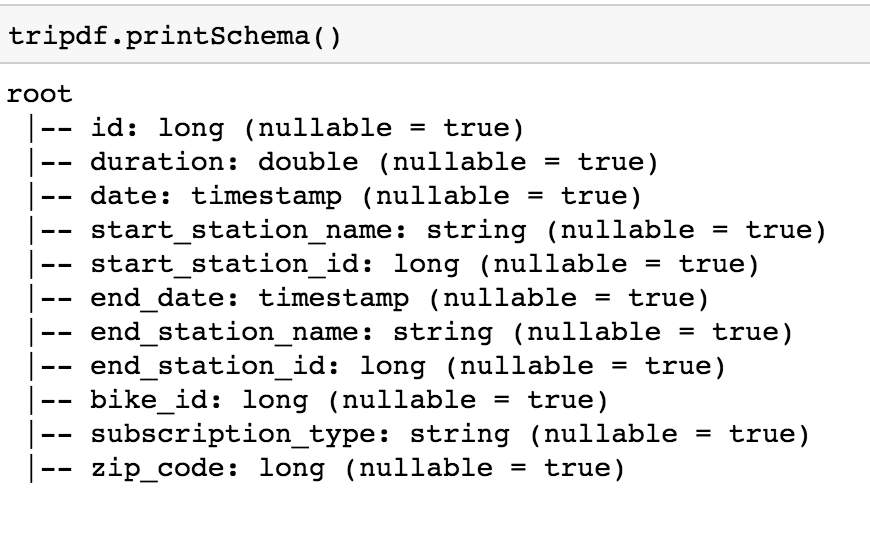 tripdf.printSchema()
root
|-- id: long (nullable = true)
|-- duration: double (nullable = true)
|-- date: timestamp (nullable = true)
|-- start_station_name: string (nullable = true)
|-- start_station_id: long (nullable = true)
|-- end_date: timestamp (nullable = true)
|-- end_station_name: string (nullable = true)
|-- end_station_id: long (nullable = true)
|-- bike_id: long (nullable = true)
|-- subscription_type: string (nullable = true)
|-- zip_code: long (nullable = true)